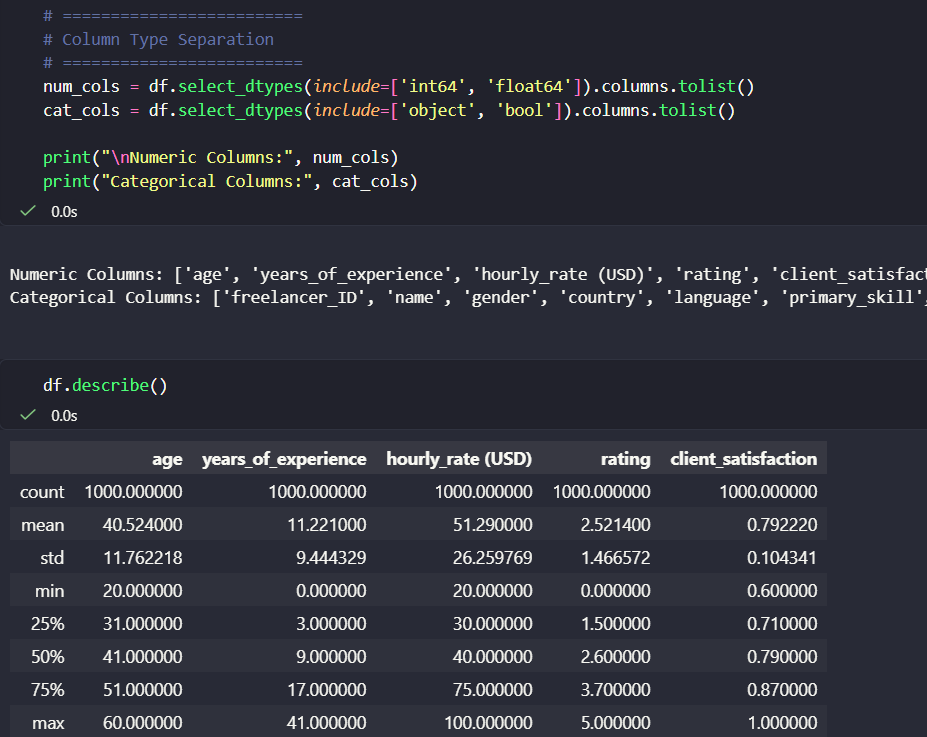 # =========================
# Column Type Separation
# =========================
num_cols = df.select_dtypes(include=['int64', 'float64']).columns.tolist()
cat_cols = df.select_dtypes(include=['object', 'bool']).columns.tolist()
print("\nNumeric Columns:", num_cols)
print("Categorical Columns:", cat_cols)
0.0s
Numeric Columns: ['age', 'years_of_experience', 'hourly_rate (USD)', 'rating', 'client_satisfact
Categorical Columns: ['freelancer_ID', 'name', 'gender', 'country', 'language', 'primary_skill',
df.describe()
0.0s
age years_of_experience hourly_rate (USD) rating client_satisfaction
count 1000.000000 1000.000000 1000.000000 1000.000000 1000.000000
mean 40.524000 11.221000 51.290000 2.521400 0.792220
std 11.762218 9.444329 26.259769 1.466572 0.104341
min 20.000000 0.000000 20.000000 0.000000 0.600000
25% 31.000000 3.000000 30.000000 1.500000 0.710000
50% 41.000000 9.000000 40.000000 2.600000 0.790000
75% 51.000000 17.000000 75.000000 3.700000 0.870000
max 60.000000 41.000000 100.000000 5.000000 1.000000